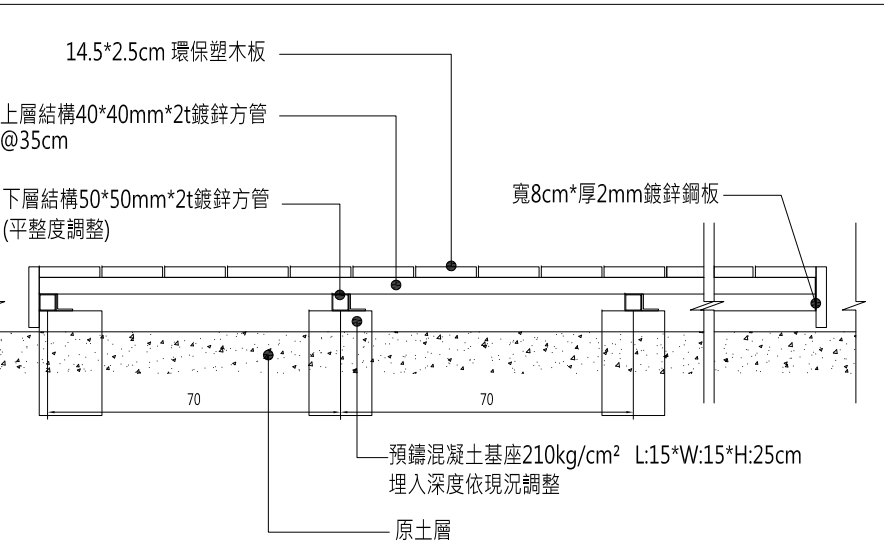 14.5*2.5cm 環保塑木板
上層結構40*40mm*2t鍍鋅方管
@35cm
下層結構50*50mm*2t鍍鋅方管
(平整度調整)
寬8cm*厚2mm鍍鋅鋼板
70
70
預鑄混凝土基座210kg/cm² L:15*W:15*H:25cm
埋入深度依現況調整
原土層